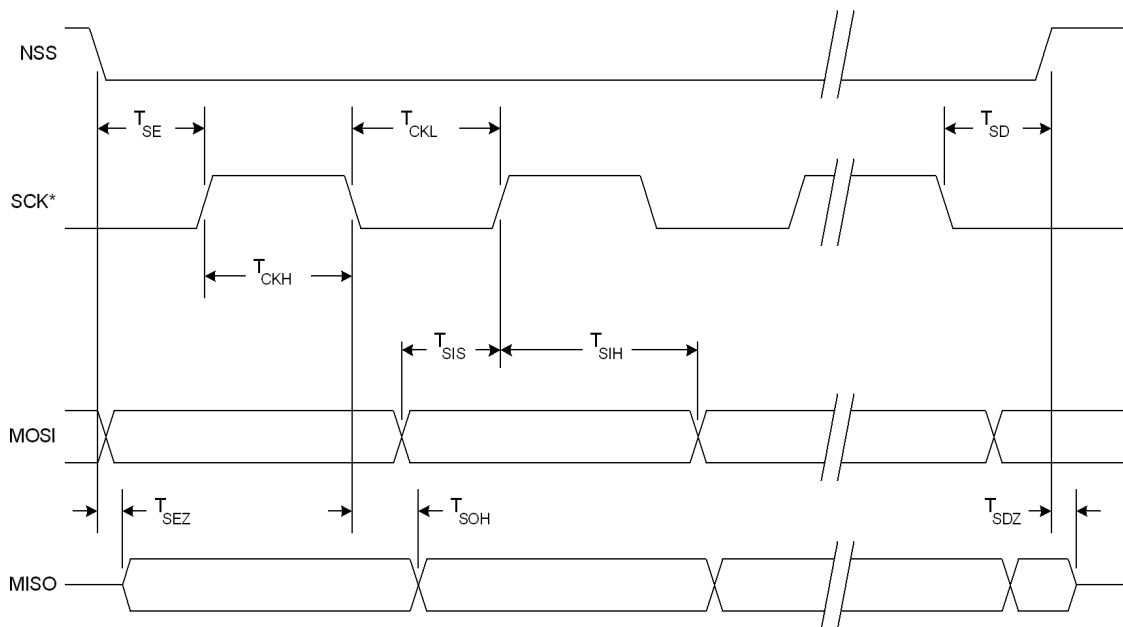 NSS
T_SE
T_CKL
T_SD
SCK*
T_CKH
T_SIS
T_SIH
MOSI
T_SEZ
T_SOH
T_SDZ
MISO